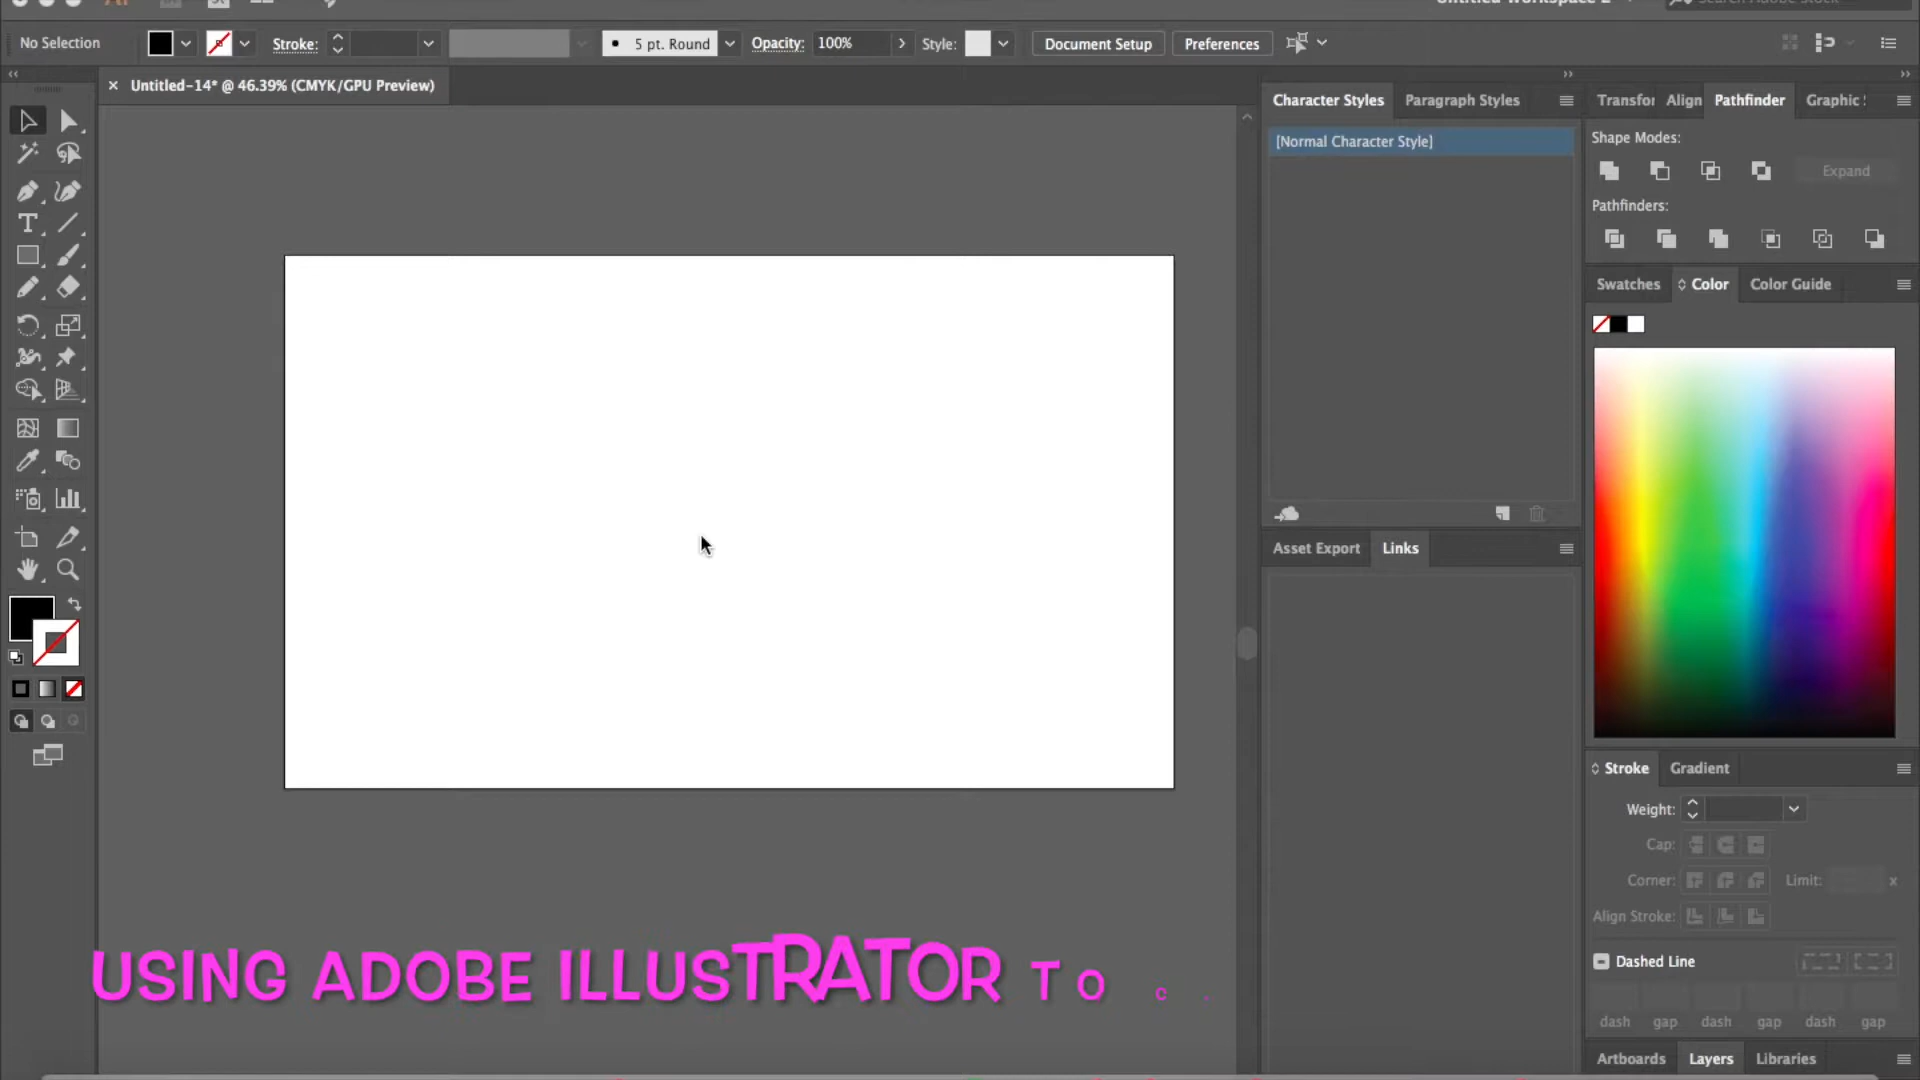 No Selection Stroke: 5 pt. Round Opacity: 100% Style: Document Setup Preferences
× Untitled-14* @ 46.39% (CMYK/GPU Preview)
Character Styles Paragraph Styles
[Normal Character Style]
Asset Export Links
Transfor Align Pathfinder Graphic
Shape Modes:
Expand
Pathfinders:
Swatches Color Color Guide
Stroke Gradient
Weight:
Cap:
Corner: Limit: x
Align Stroke:
Dashed Line
dash gap dash gap dash gap
Artboards Layers Libraries
USING ADOBE ILLUSTRATOR TO C